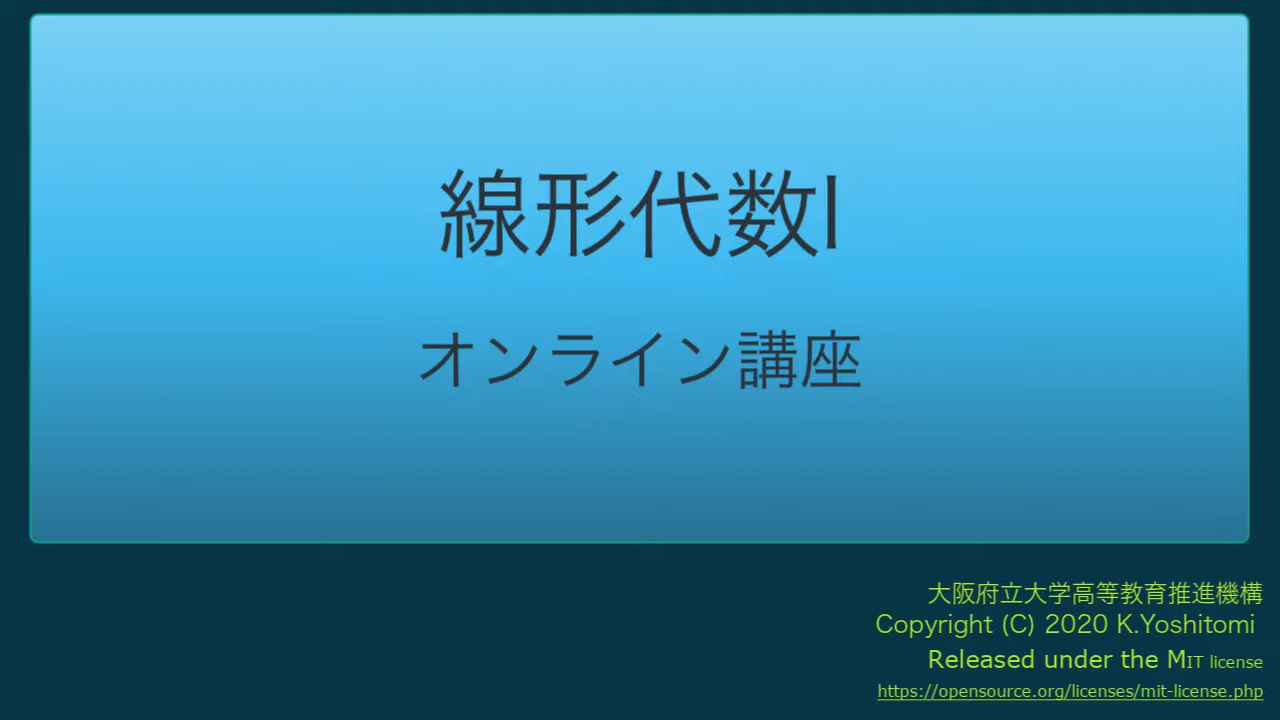 線形代数I
オンライン講座
大阪府立大学高等教育推進機構
Copyright (C) 2020 K.Yoshitomi
Released under the MIT license
https://opensource.org/licenses/mit-license.php